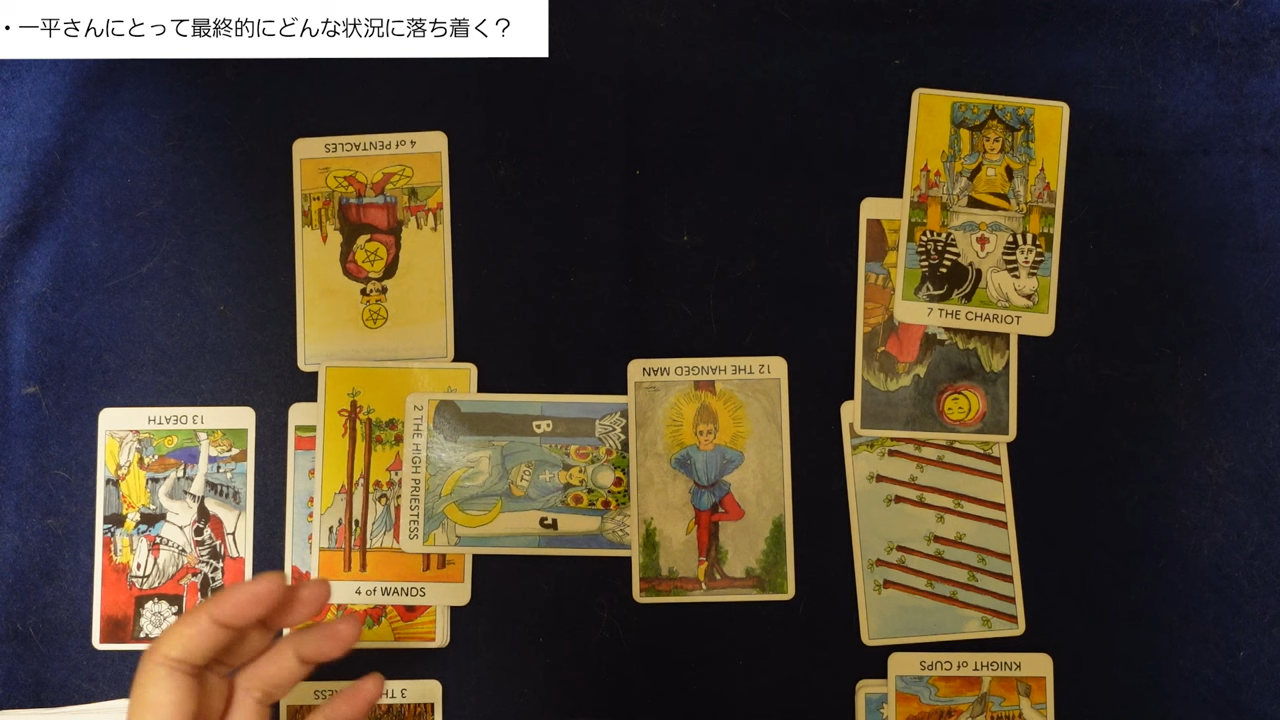 ・一平さんにとって最終的にどんな状況に落ち着く？
4 of PENTACLES
7 THE CHARIOT
12 THE HANGED MAN
13 DEATH
2 THE HIGH PRIESTESS
B
J
4 of WANDS
KNIGHT of CUPS